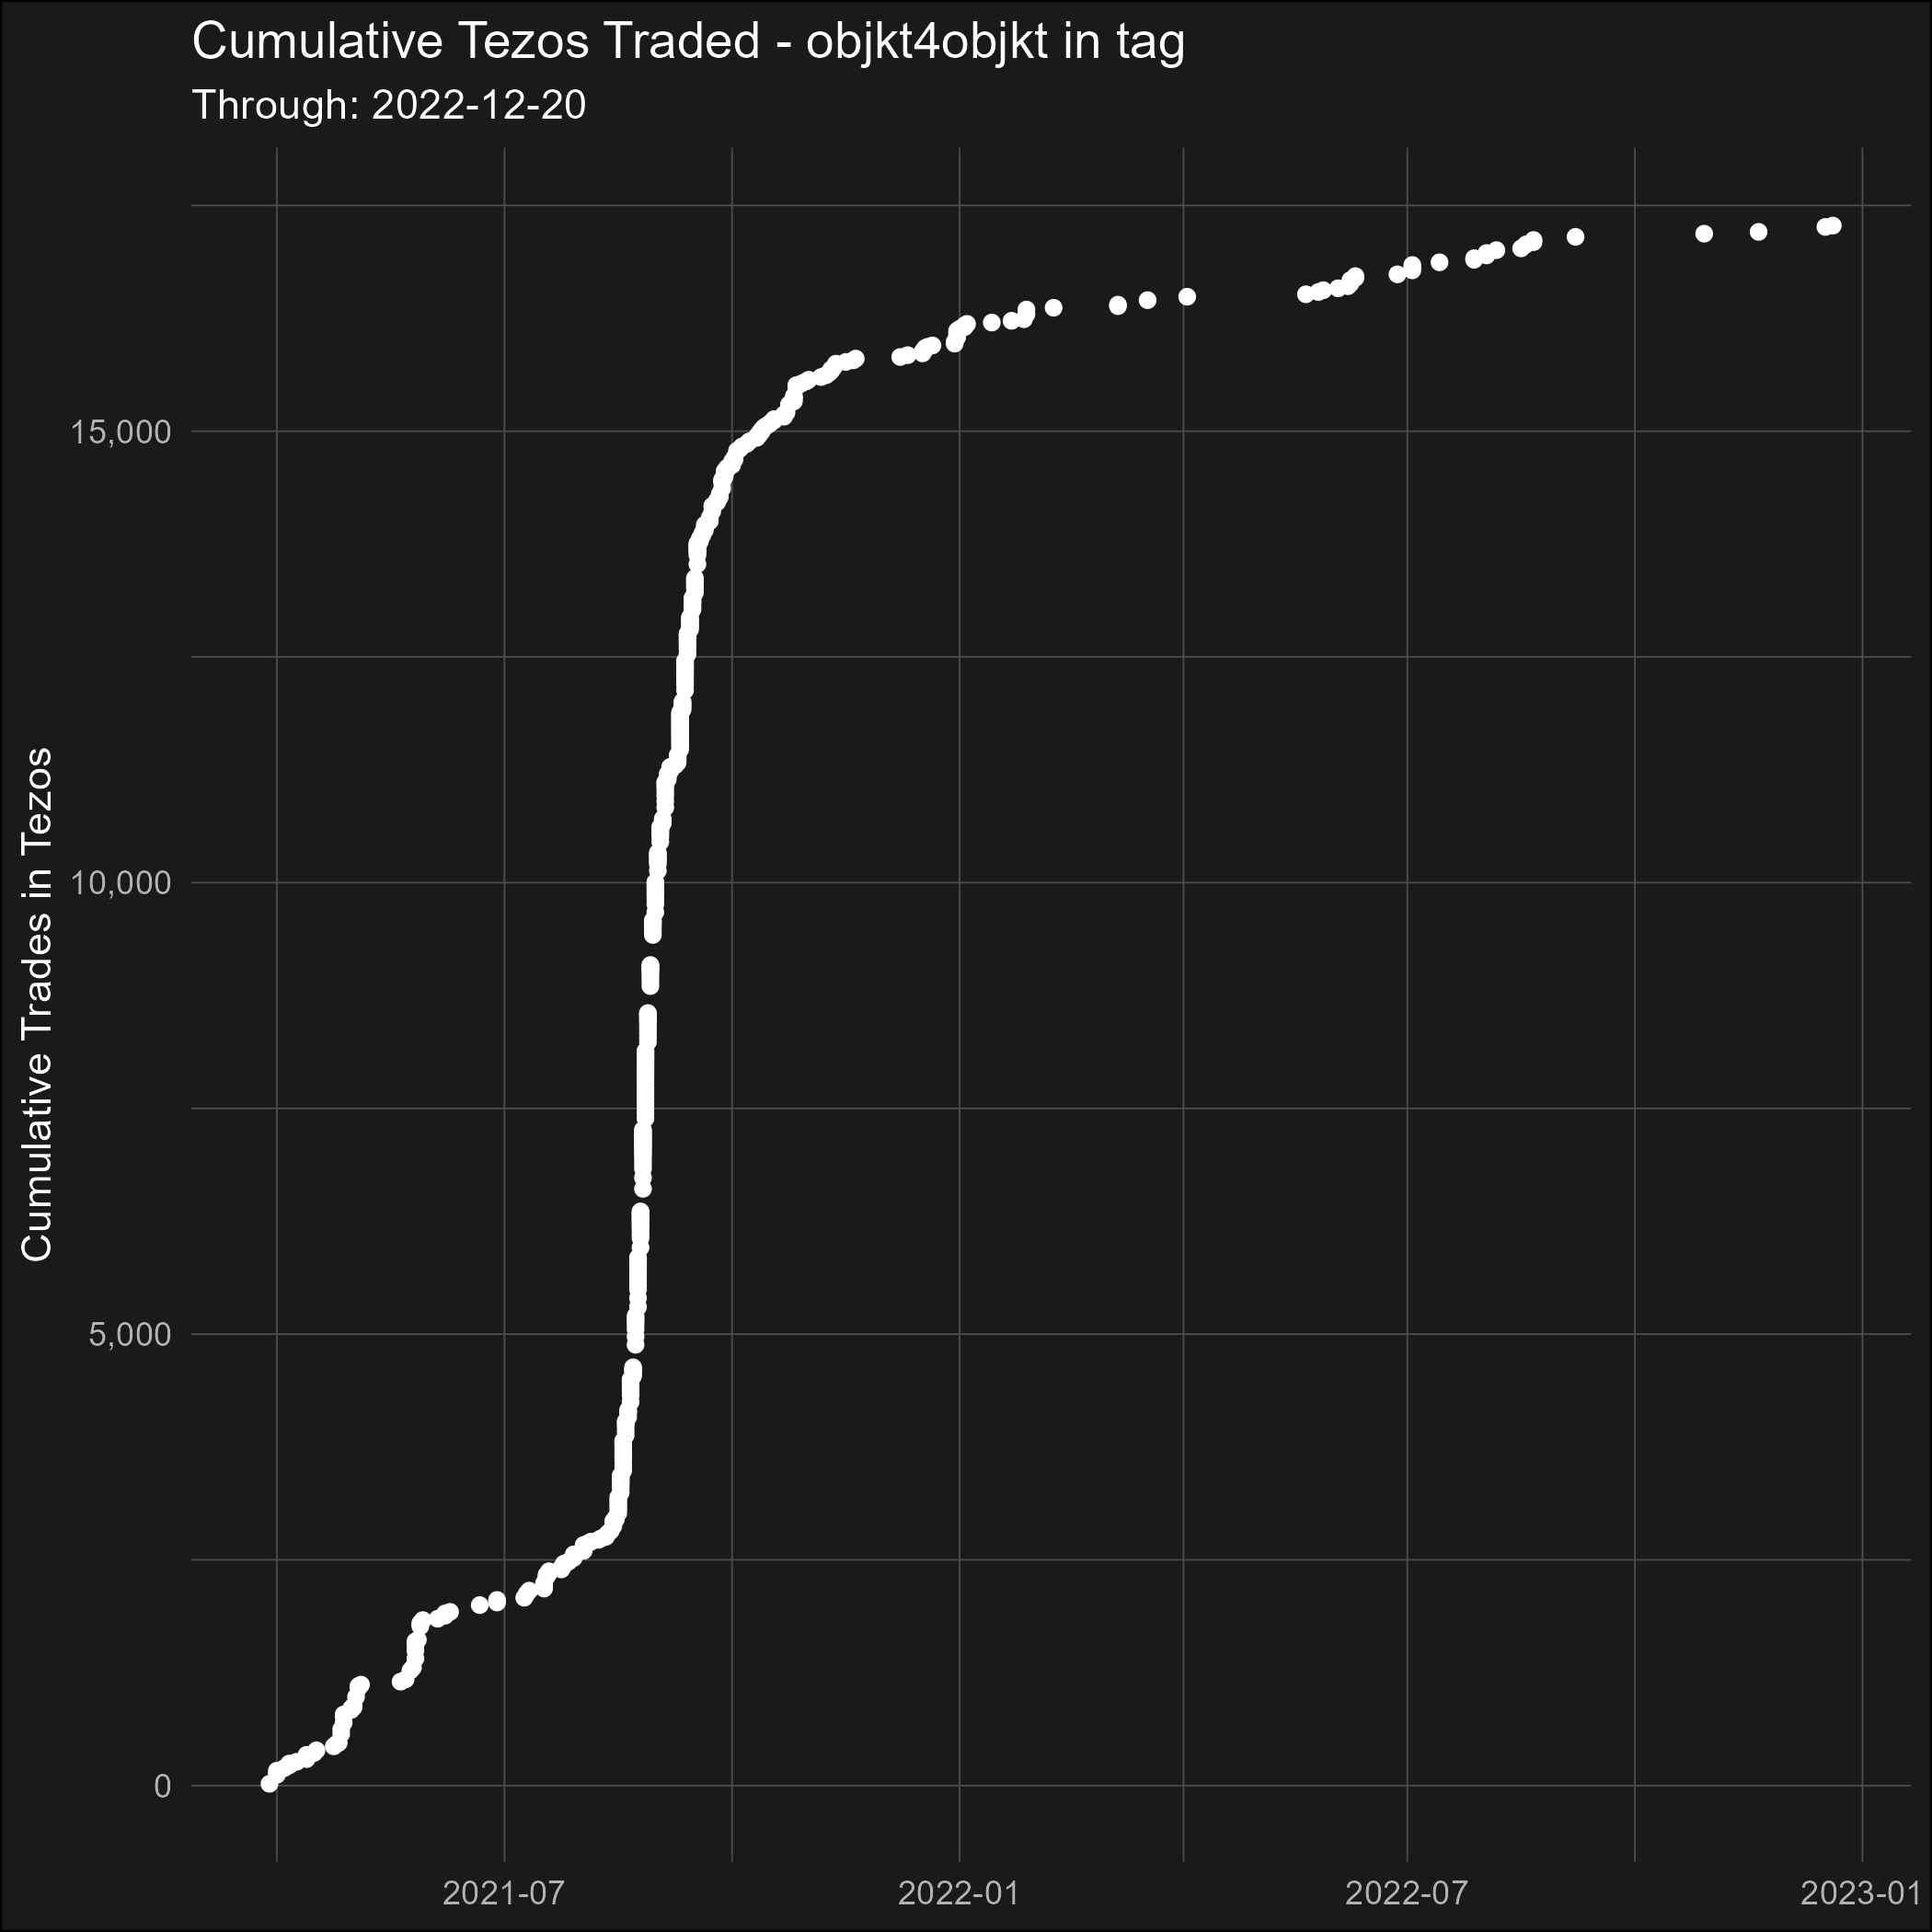 Cumulative Tezos Traded - objkt4objkt in tag
Through: 2022-12-20
Cumulative Trades in Tezos
15,000
10,000
5,000
0
2021-07
2022-01
2022-07
2023-01